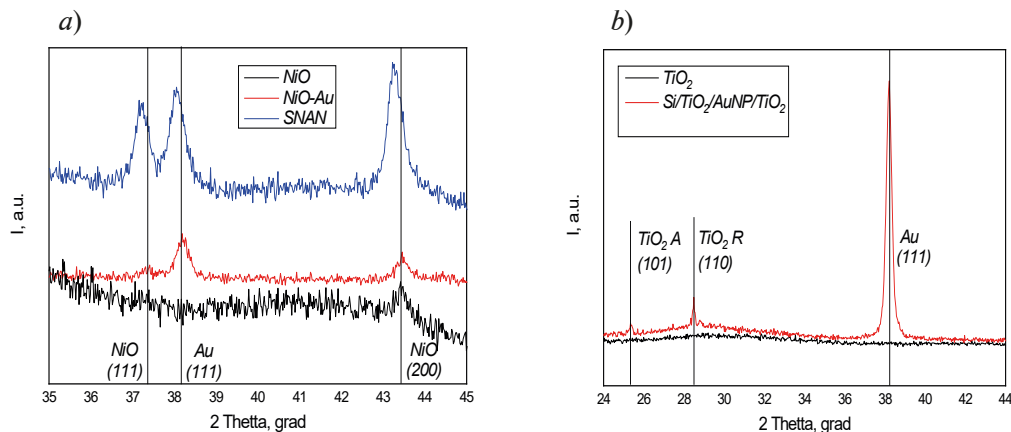 a)
NiO
NiO-Au
SNAN
I, a.u.
NiO
(111)
Au
(111)
NiO
(200)
35 36 37 38 39 40 41 42 43 44 45
2 Thetta, grad
b)
TiO2
Si/TiO2/AuNP/TiO2
I, a.u.
TiO2 A
(101)
TiO2 R
(110)
Au
(111)
24 26 28 30 32 34 36 38 40 42 44
2 Thetta, grad